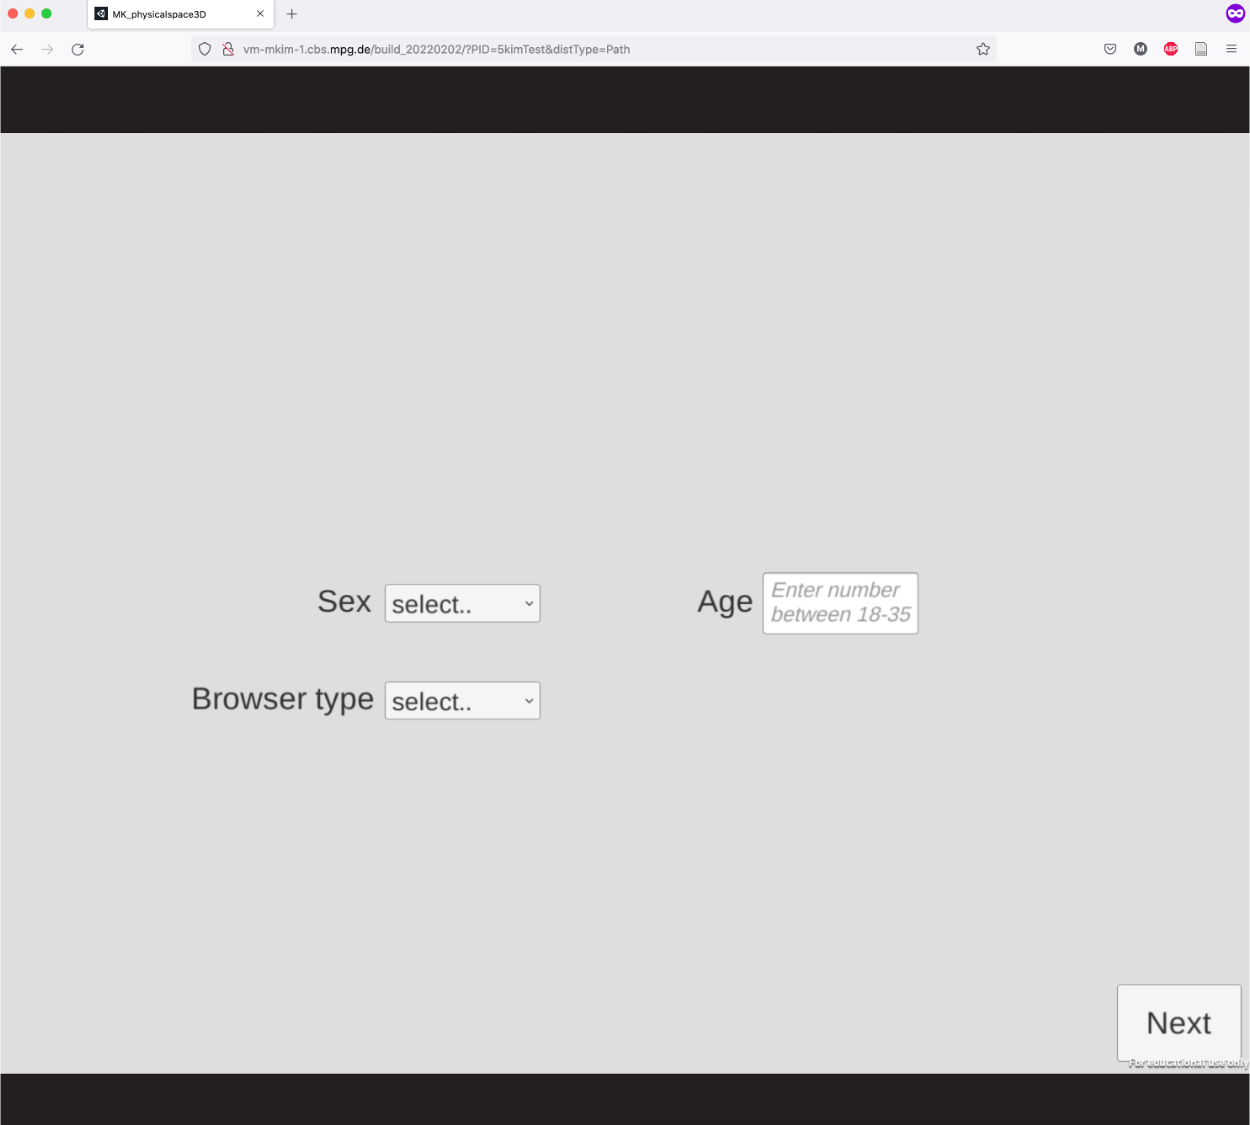 MK_physicalspace3D
vm-mkim-1.cbs.mpg.de/build_20220202/?PID=5kimTest&distType=Path
M
ABP
Sex select..
Age Enter number
between 18-35
Browser type select..
Next
For educational use only